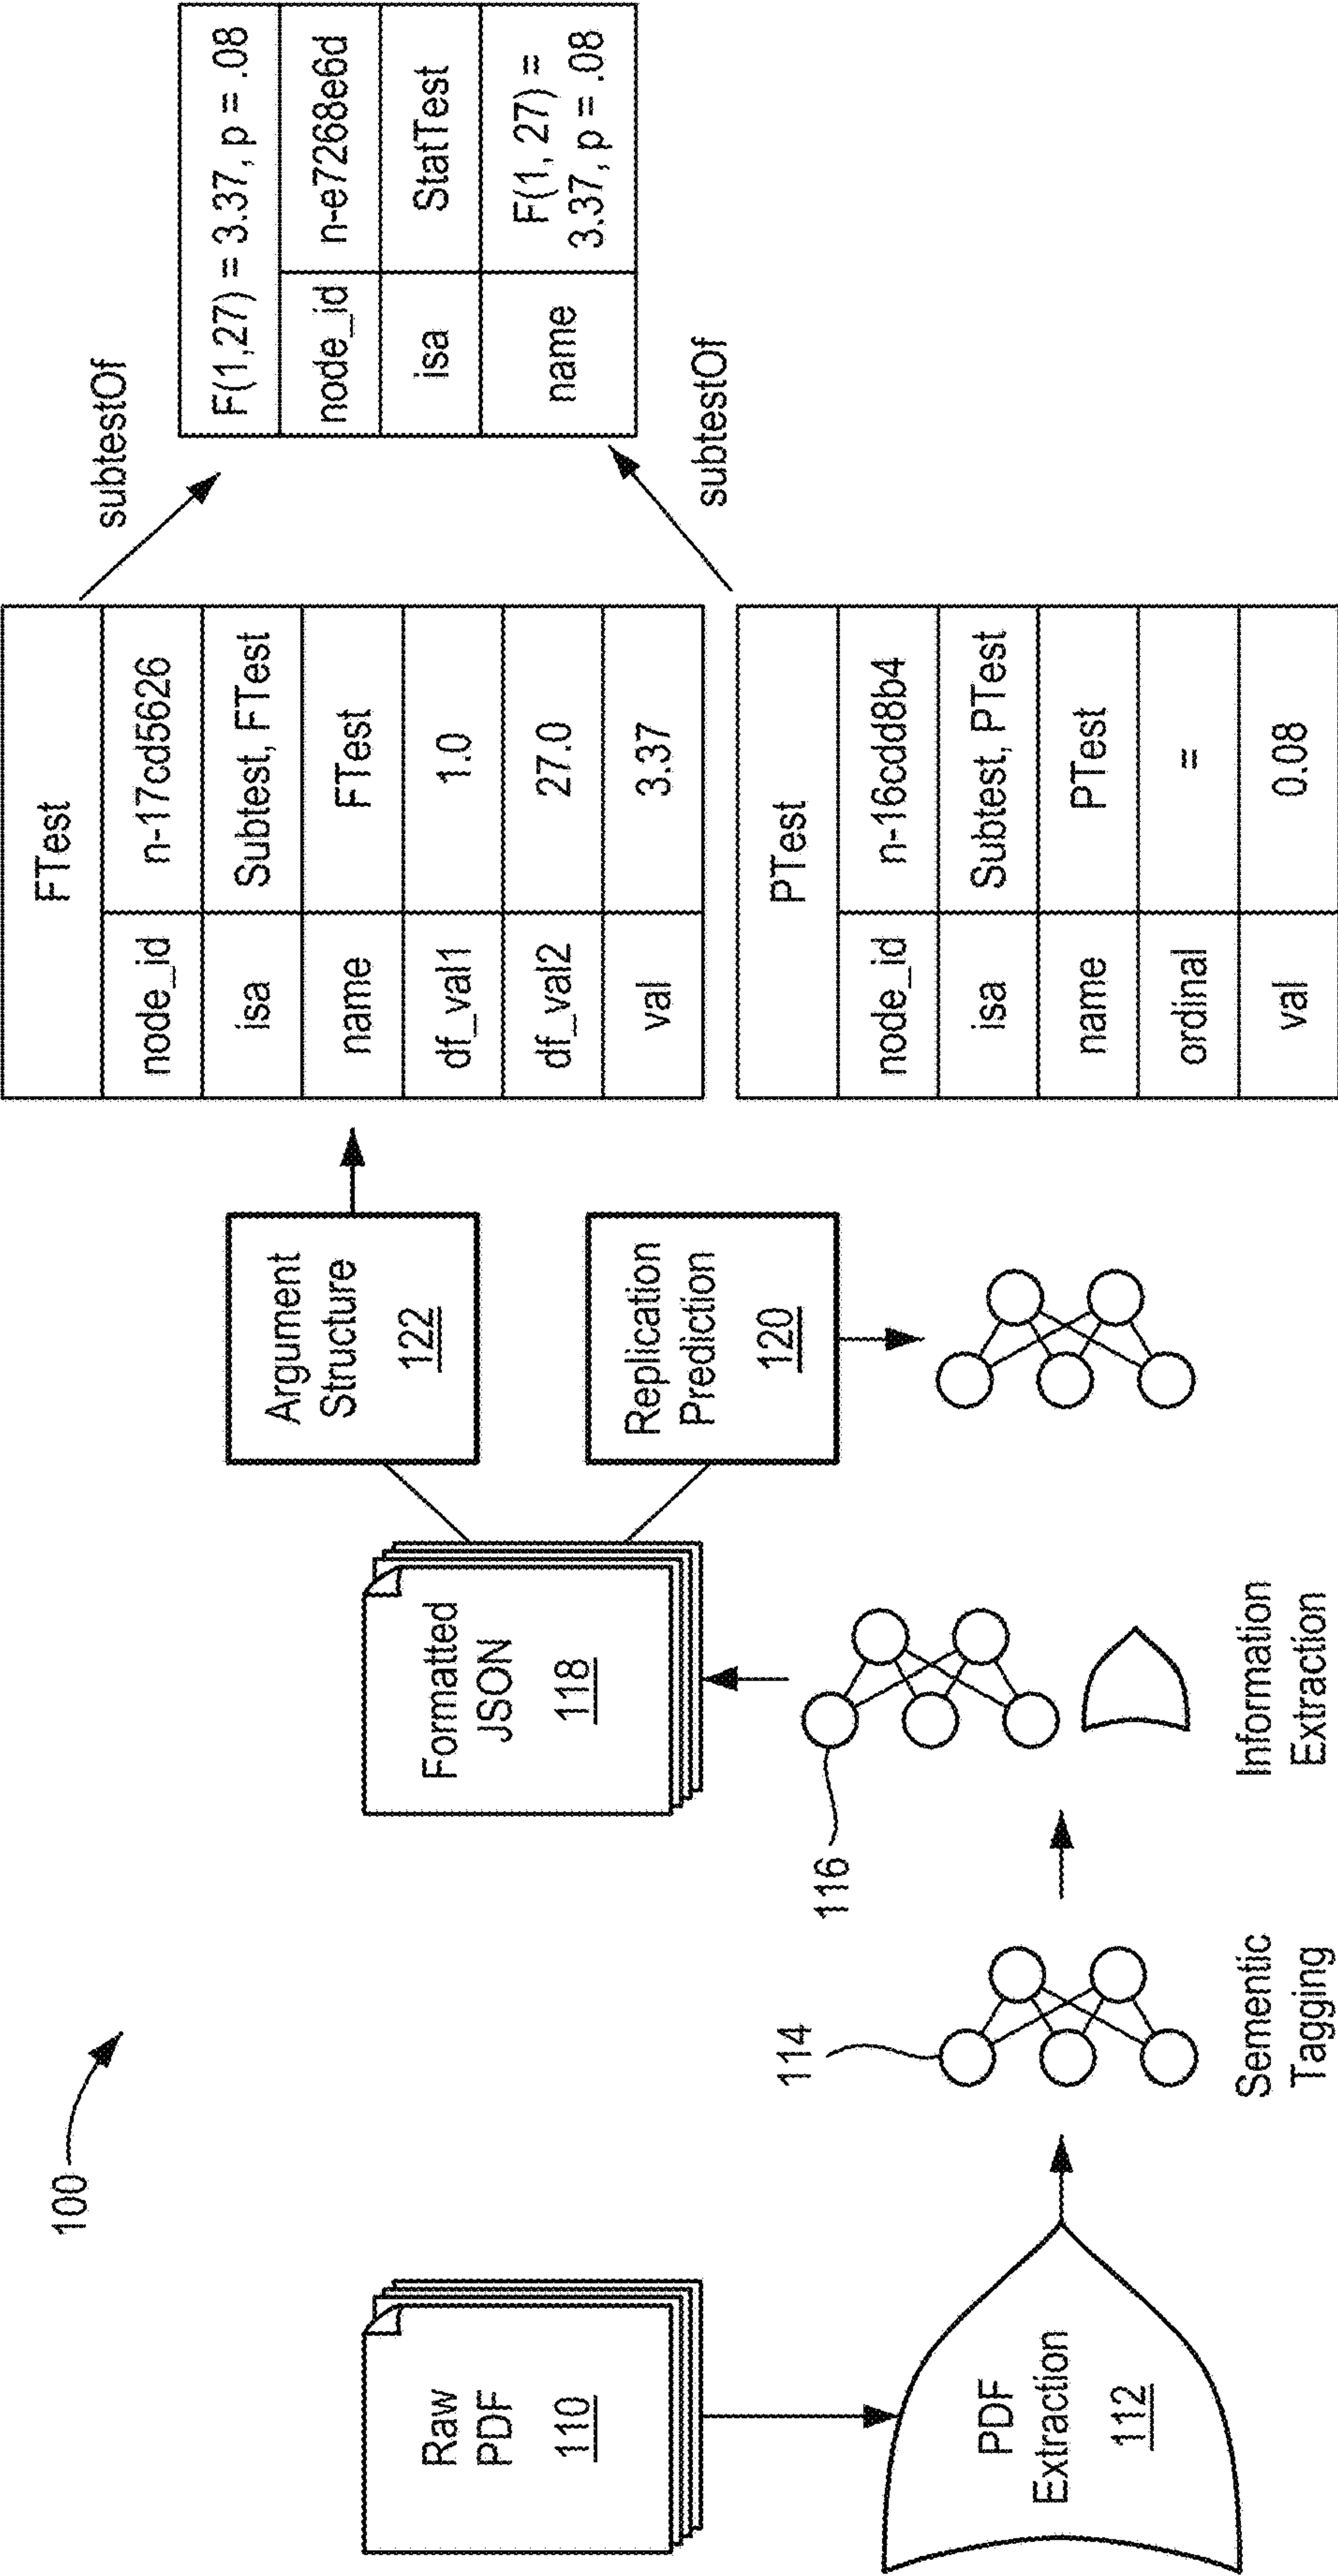 100
Raw
PDF
110
PDF
Extraction
112
114
Sementic
Tagging
116
Information
Extraction
Formatted
JSON
118
Argument
Structure
122
Replication
Prediction
120
FTest
node_id n-17cd5626
isa Subtest, FTest
name FTest
df_val1 1.0
df_val2 27.0
val 3.37
PTest
node_id n-16cdd8b4
isa Subtest, PTest
name PTest
ordinal =
val 0.08
subtestOf
subtestOf
F(1,27) = 3.37, p = .08
node_id n-e7268e6d
isa StatTest
name F(1, 27) =
3.37, p = .08